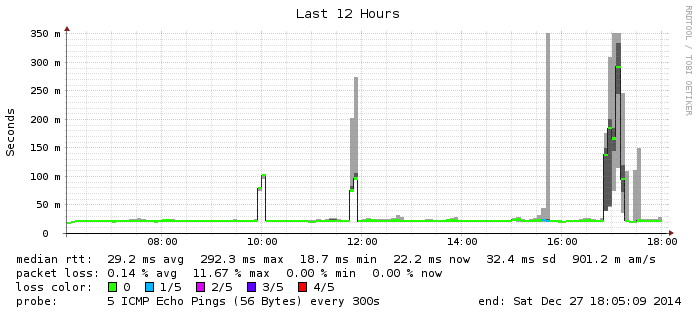 Last 12 Hours
RRDTOOL / TOBI OETIKER
Seconds
350 m
300 m
250 m
200 m
150 m
100 m
50 m
0
08:00 10:00 12:00 14:00 16:00 18:00
median rtt: 29.2 ms avg 292.3 ms max 18.7 ms min 22.2 ms now 32.4 ms sd 901.2 m am/s
packet loss: 0.14 % avg 11.67 % max 0.00 % min 0.00 % now
loss color: 0 1/5 2/5 3/5 4/5
probe: 5 ICMP Echo Pings (56 Bytes) every 300s end: Sat Dec 27 18:05:09 2014